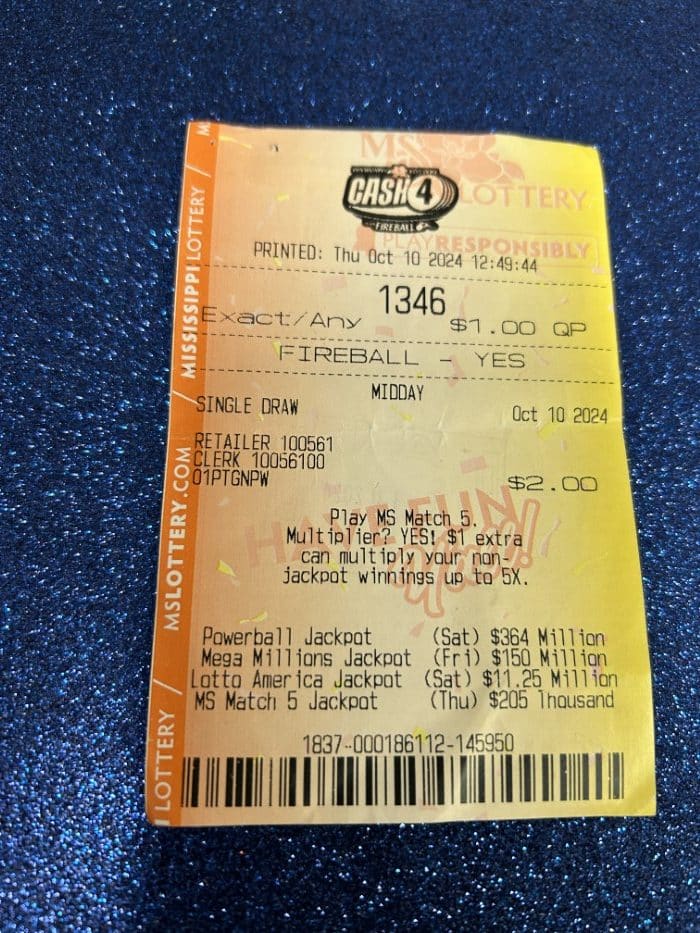 MS
LOTTERY
CASH 4
FIREBALL
PLAY RESPONSIBLY
PRINTED: Thu Oct 10 2024 12:49:44
1346
Exact/Any $1.00 QP
FIREBALL - YES
MIDDAY
SINGLE DRAW Oct 10 2024
RETAILER 100561
CLERK 10056100
01PTGNPW $2.00
HAVE FUN
Play MS Match 5.
Multiplier? YES! $1 extra
can multiply your non-
jackpot winnings up to 5X.
Powerball Jackpot (Sat) $364 Million
Mega Millions Jackpot (Fri) $150 Million
Lotto America Jackpot (Sat) $11.25 Million
MS Match 5 Jackpot (Thu) $205 Thousand
1837-000186112-145950
LOTTERY / MSLOTTERY.COM / MISSISSIPPI LOTTERY / M